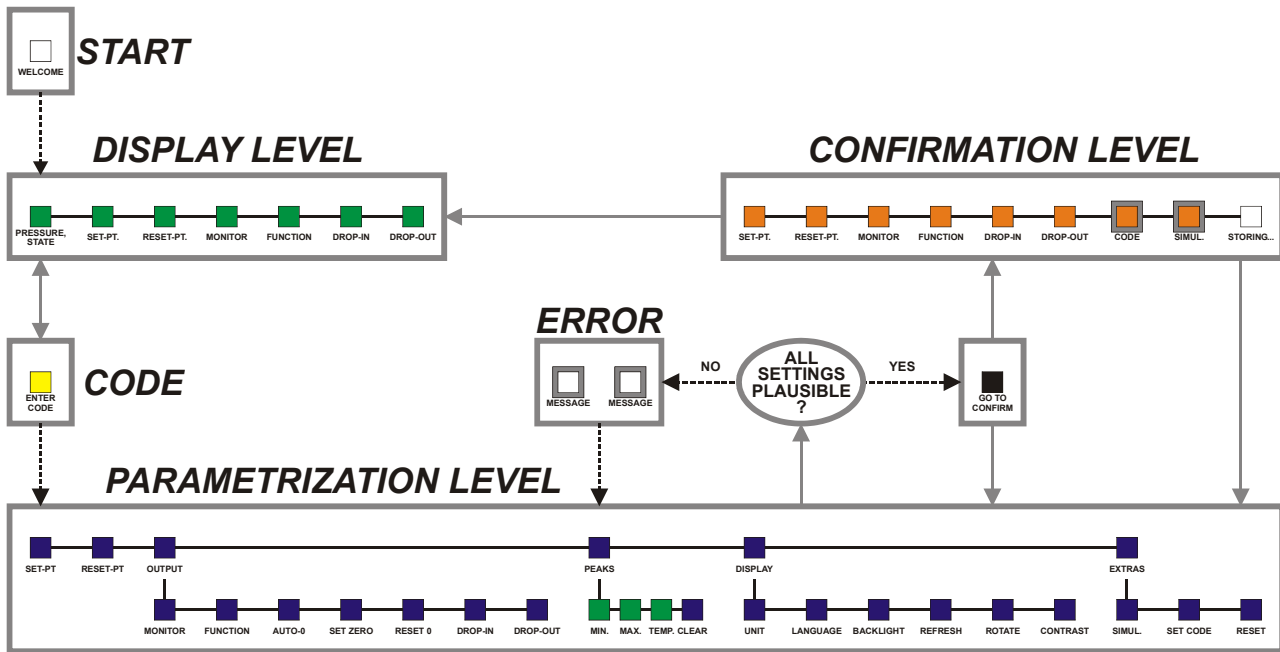 START
WELCOME
DISPLAY LEVEL
CONFIRMATION LEVEL
PRESSURE,
STATE
SET-PT.
RESET-PT.
MONITOR
FUNCTION
DROP-IN
DROP-OUT
SET-PT.
RESET-PT.
MONITOR
FUNCTION
DROP-IN
DROP-OUT
CODE
SIMUL.
STORING...
CODE
ENTER
CODE
ERROR
MESSAGE
MESSAGE
NO
ALL
SETTINGS
PLAUSIBLE
?
YES
GO TO
CONFIRM
PARAMETRIZATION LEVEL
SET-PT
RESET-PT
OUTPUT
PEAKS
DISPLAY
EXTRAS
MONITOR
FUNCTION
AUTO-0
SET ZERO
RESET 0
DROP-IN
DROP-OUT
MIN.
MAX.
TEMP.
CLEAR
UNIT
LANGUAGE
BACKLIGHT
REFRESH
ROTATE
CONTRAST
SIMUL.
SET CODE
RESET